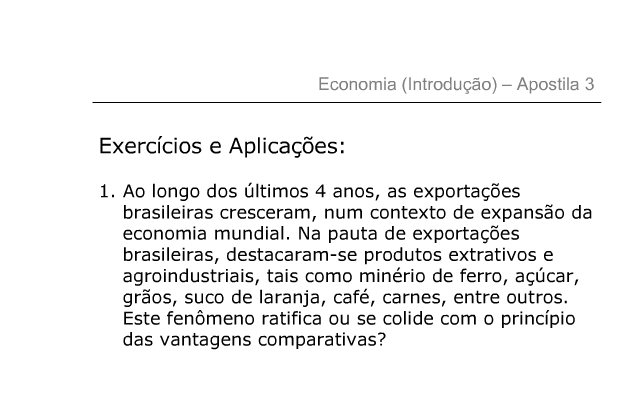 Economia (Introdução) – Apostila 3
Exercícios e Aplicações:
1. Ao longo dos últimos 4 anos, as exportações
brasileiras cresceram, num contexto de expansão da
economia mundial. Na pauta de exportações
brasileiras, destacaram-se produtos extrativos e
agroindustriais, tais como minério de ferro, açúcar,
grãos, suco de laranja, café, carnes, entre outros.
Este fenômeno ratifica ou se colide com o princípio
das vantagens comparativas?